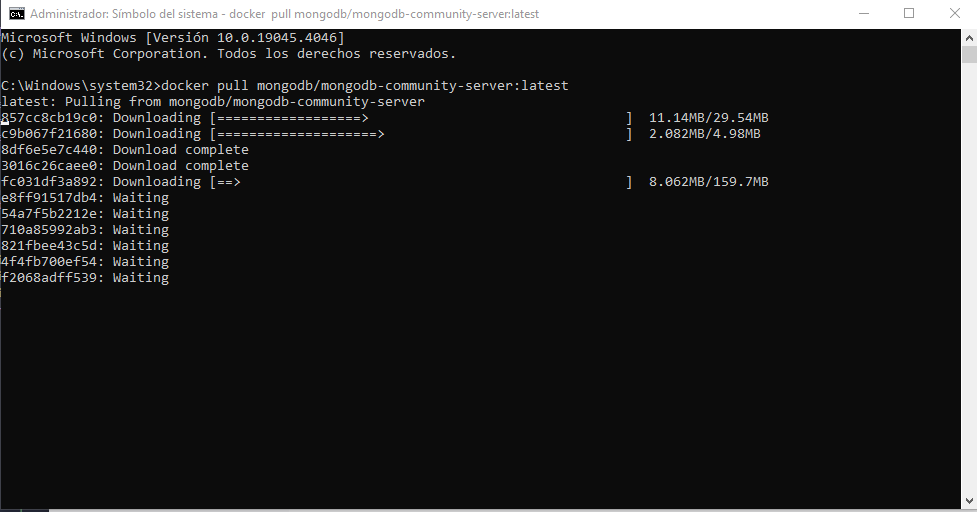 Administrador: Símbolo del sistema - docker pull mongodb/mongodb-community-server:latest
Microsoft Windows [Versión 10.0.19045.4046]
(c) Microsoft Corporation. Todos los derechos reservados.
C:\Windows\system32>docker pull mongodb/mongodb-community-server:latest
latest: Pulling from mongodb/mongodb-community-server
857cc8cb19c0: Downloading [==================>                                ]  11.14MB/29.54MB
c9b067f21680: Downloading [====================>                              ]  2.082MB/4.98MB
8df6e5e7c440: Download complete
3016c26caee0: Download complete
fc031df3a892: Downloading [==>                                                ]  8.062MB/159.7MB
e8ff91517db4: Waiting
54a7f5b2212e: Waiting
710a85992ab3: Waiting
821fbee43c5d: Waiting
4f4fb700ef54: Waiting
f2068adff539: Waiting